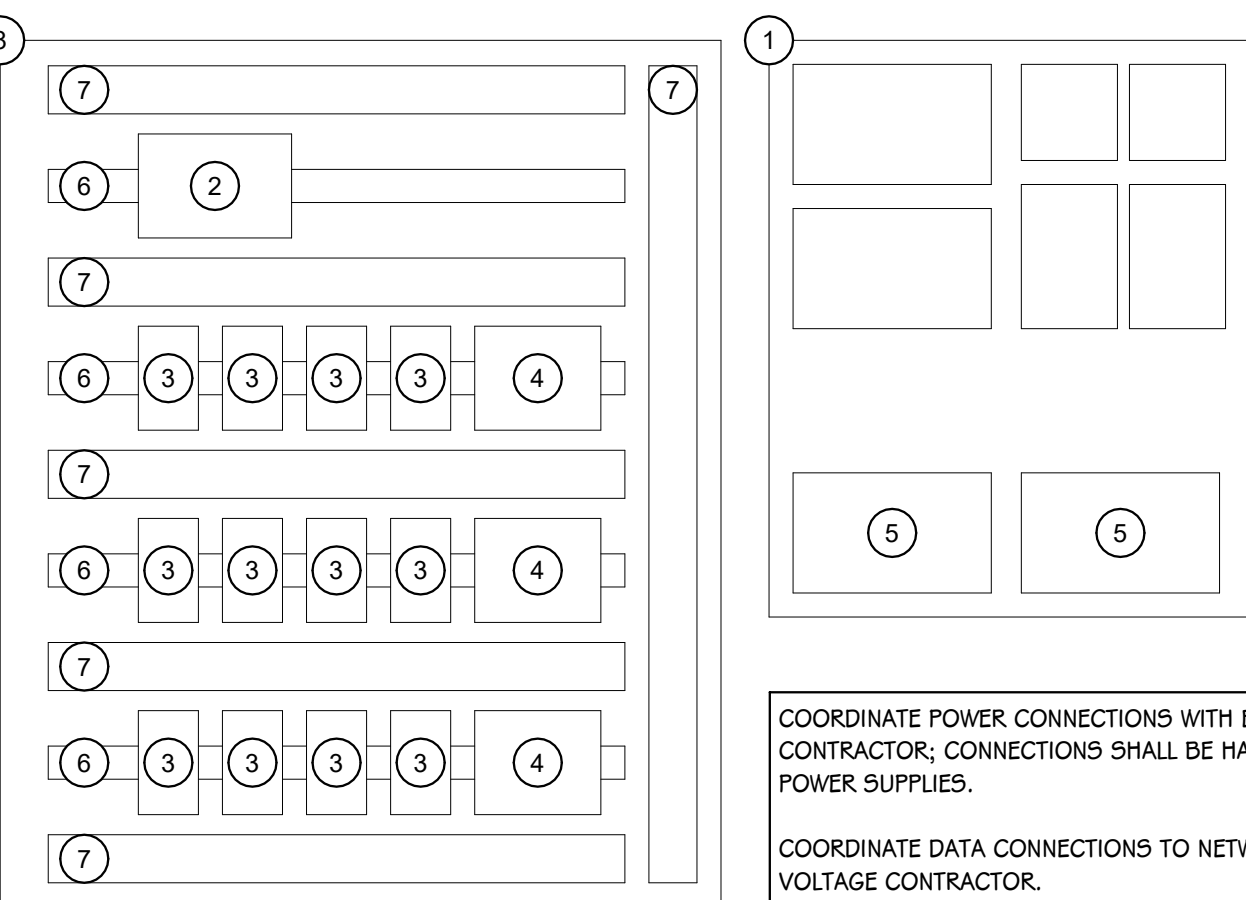 1
7 7
6 2
7
6 3 3 3 3 4
7
5 5
6 3 3 3 3 4
7
6 3 3 3 3 4
7
COORDINATE POWER CONNECTIONS WITH
CONTRACTOR; CONNECTIONS SHALL BE
POWER SUPPLIES.
COORDINATE DATA CONNECTIONS TO
VOLTAGE CONTRACTOR.